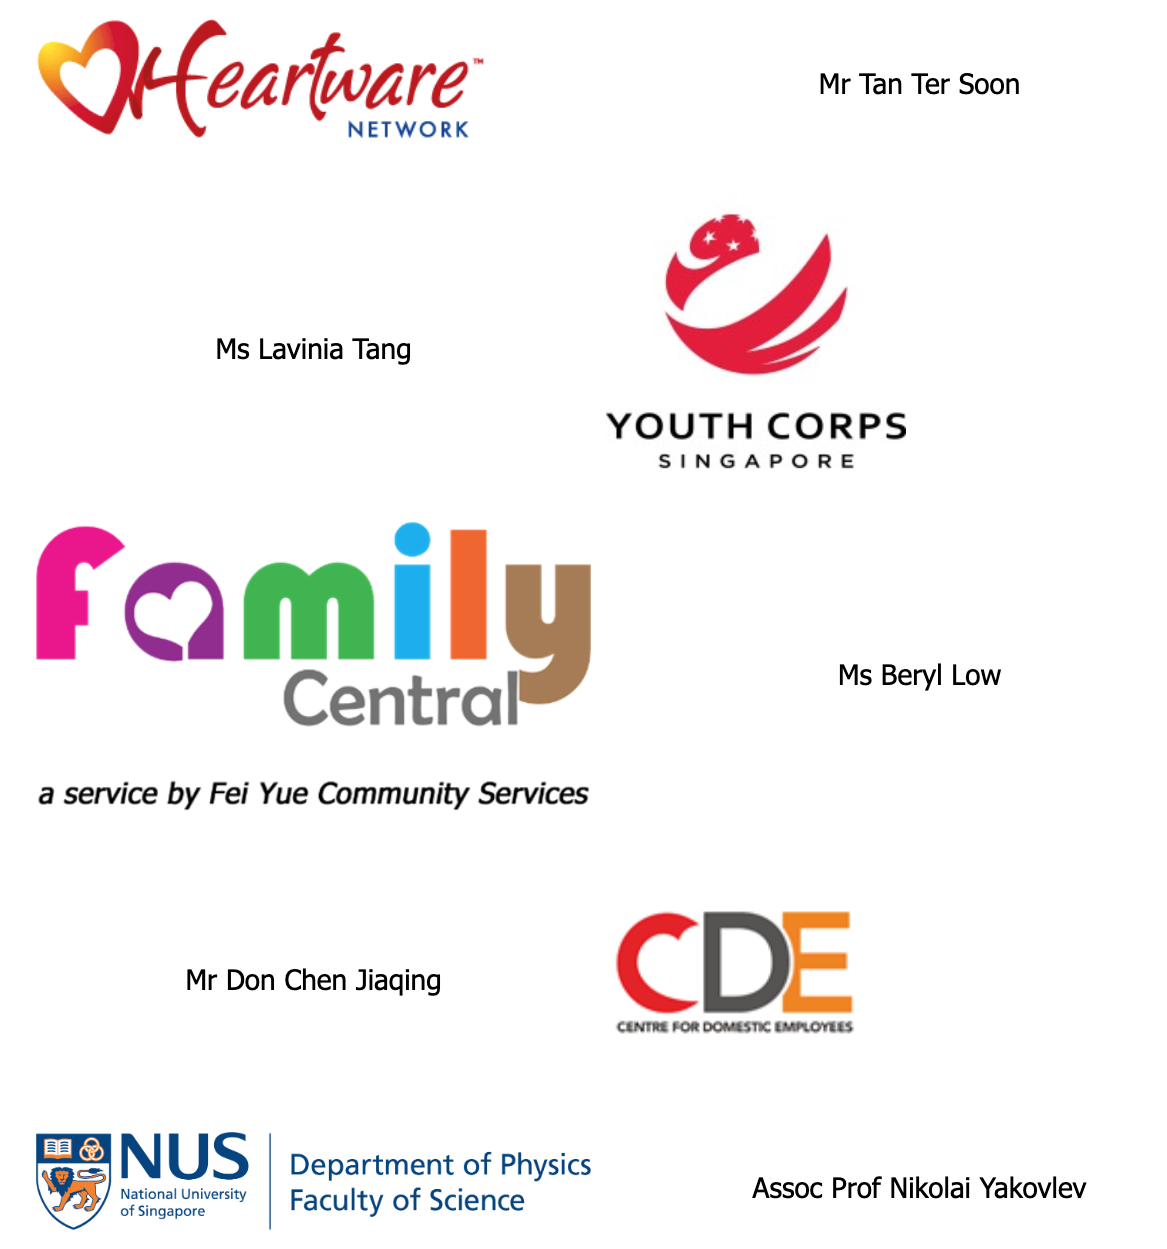 Heartware™
NETWORK
Mr Tan Ter Soon
Ms Lavinia Tang
YOUTH CORPS
SINGAPORE
family
Central
a service by Fei Yue Community Services
Ms Beryl Low
Mr Don Chen Jiaqing
CDE
CENTRE FOR DOMESTIC EMPLOYEES
NUS
National University
of Singapore
Department of Physics
Faculty of Science
Assoc Prof Nikolai Yakovlev